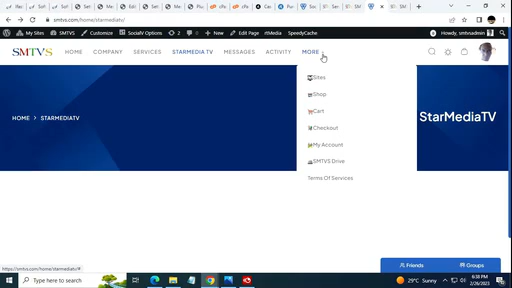 smtvs.com/home/starmediatv/
My Sites SMTVS Customize SocialV Options 2 0 New Edit Page rtMedia SpeedyCache Howdy, smtvsadmin
SMTVS HOME COMPANY SERVICES STARMEDIA TV MESSAGES ACTIVITY MORE
Sites
Shop
Cart
Checkout
My Account
SMTVS Drive
Terms Of Services
HOME > STARMEDIATV
StarMediaTV
Friends Groups
https://smtvs.com/home/starmediatv/#
Type here to search
29°C Sunny
6:38 PM
2/26/2023